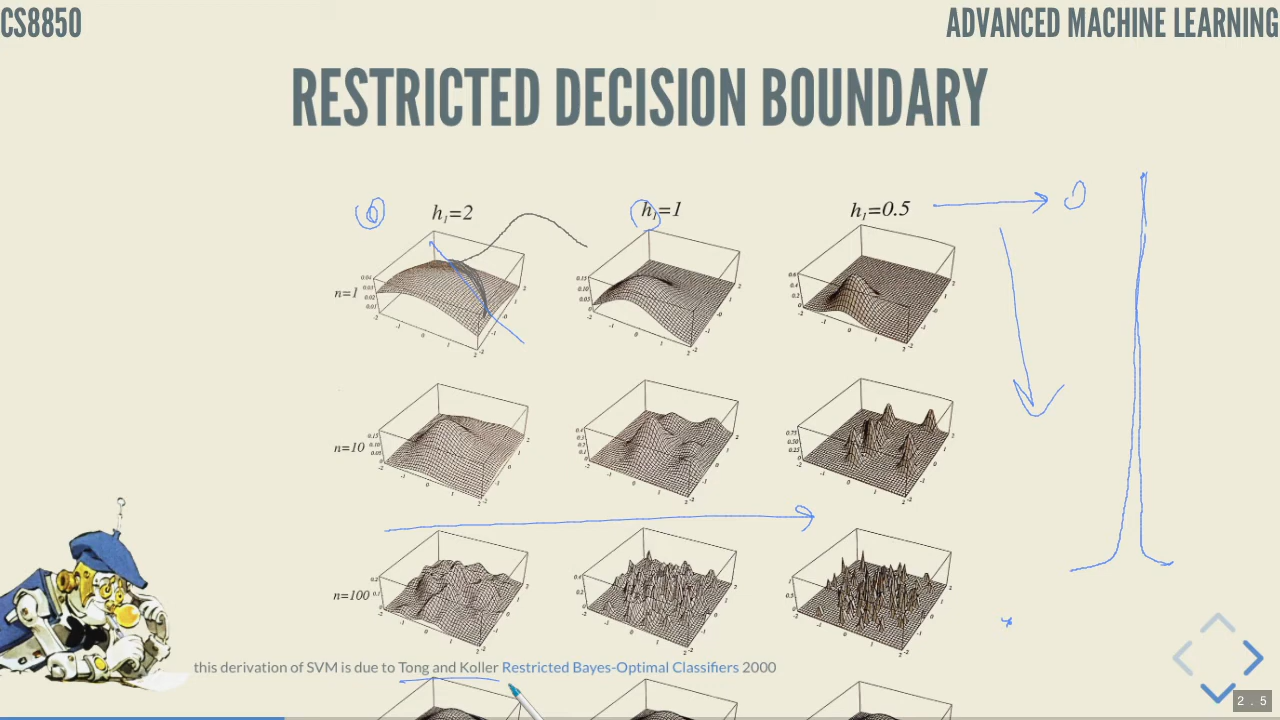 CS8850
ADVANCED MACHINE LEARNING
RESTRICTED DECISION BOUNDARY
h₁=2
h₁=1
h₁=0.5
0
n=1
n=10
n=100
this derivation of SVM is due to Tong and Koller Restricted Bayes-Optimal Classifiers 2000
2 . 5